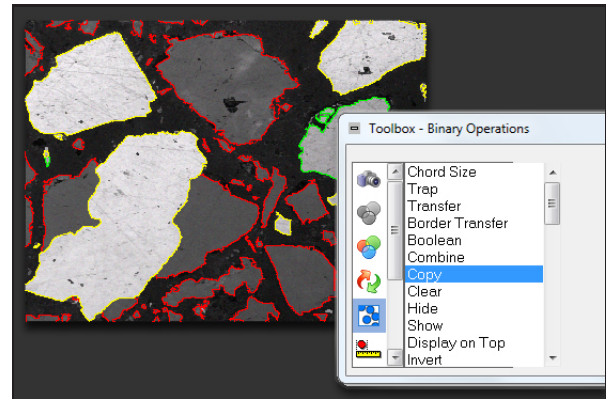 Toolbox - Binary Operations
Chord Size
Trap
Transfer
Border Transfer
Boolean
Combine
Copy
Clear
Hide
Show
Display on Top
Invert